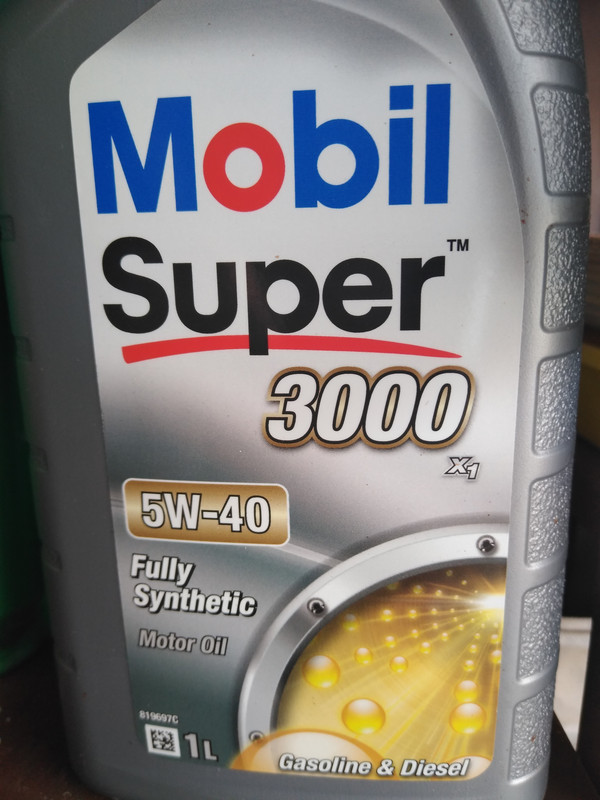 Mobil
Super™
3000
X1
5W-40
Fully
Synthetic
Motor Oil
819697C
1L
Gasoline & Diesel